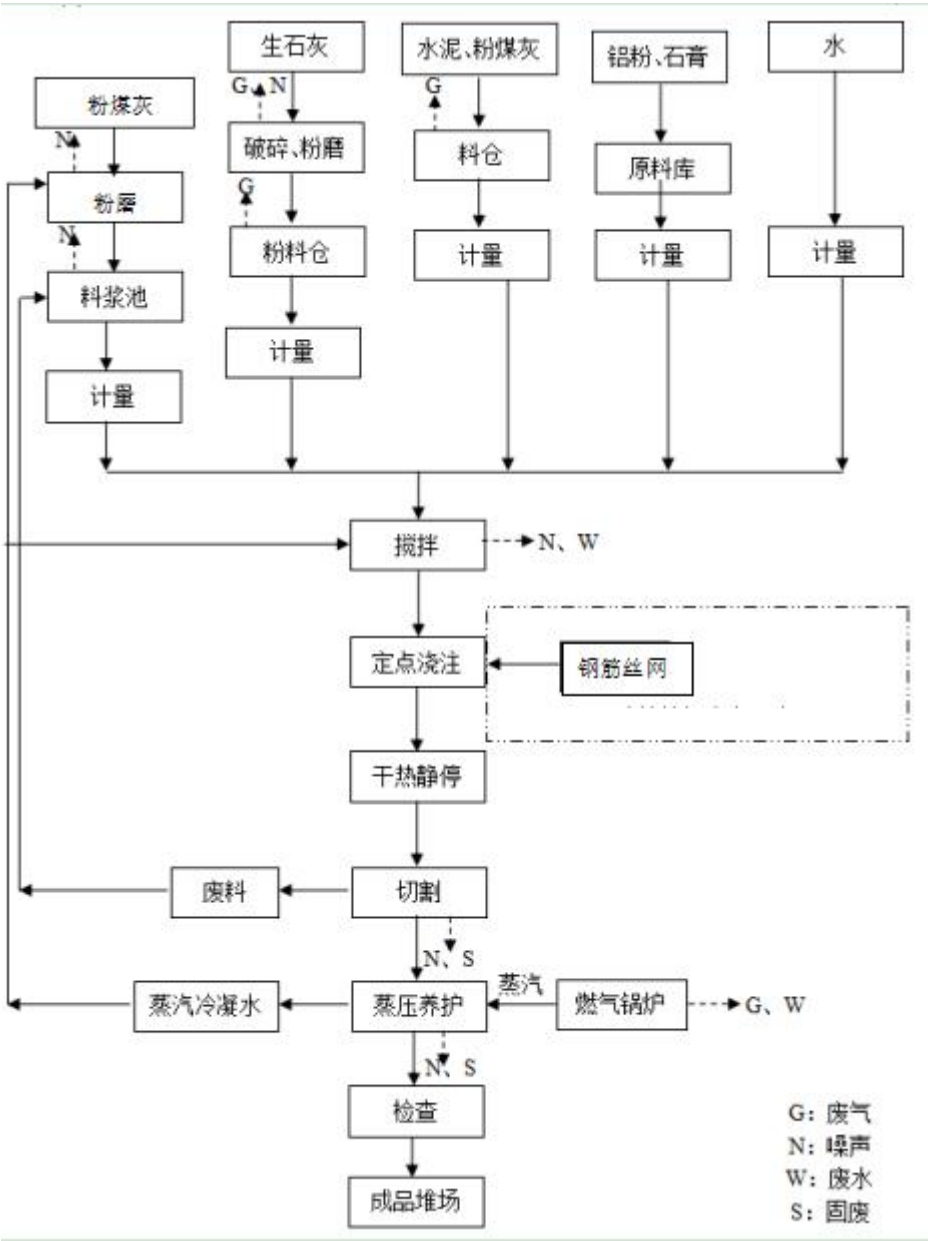 生石灰
水泥、粉煤灰
铝粉、石膏
水
粉煤灰
G、N
G
N
破碎、粉磨
料仓
原料库
粉磨
G
N
粉料仓
计量
计量
计量
料浆池
计量
计量
搅拌
N、W
定点浇注
钢筋丝网
干热静停
废料
切割
N、S
蒸汽冷凝水
蒸压养护
蒸汽
燃气锅炉
G、W
N、S
检查
成品堆场
G：废气
N：噪声
W：废水
S：固废